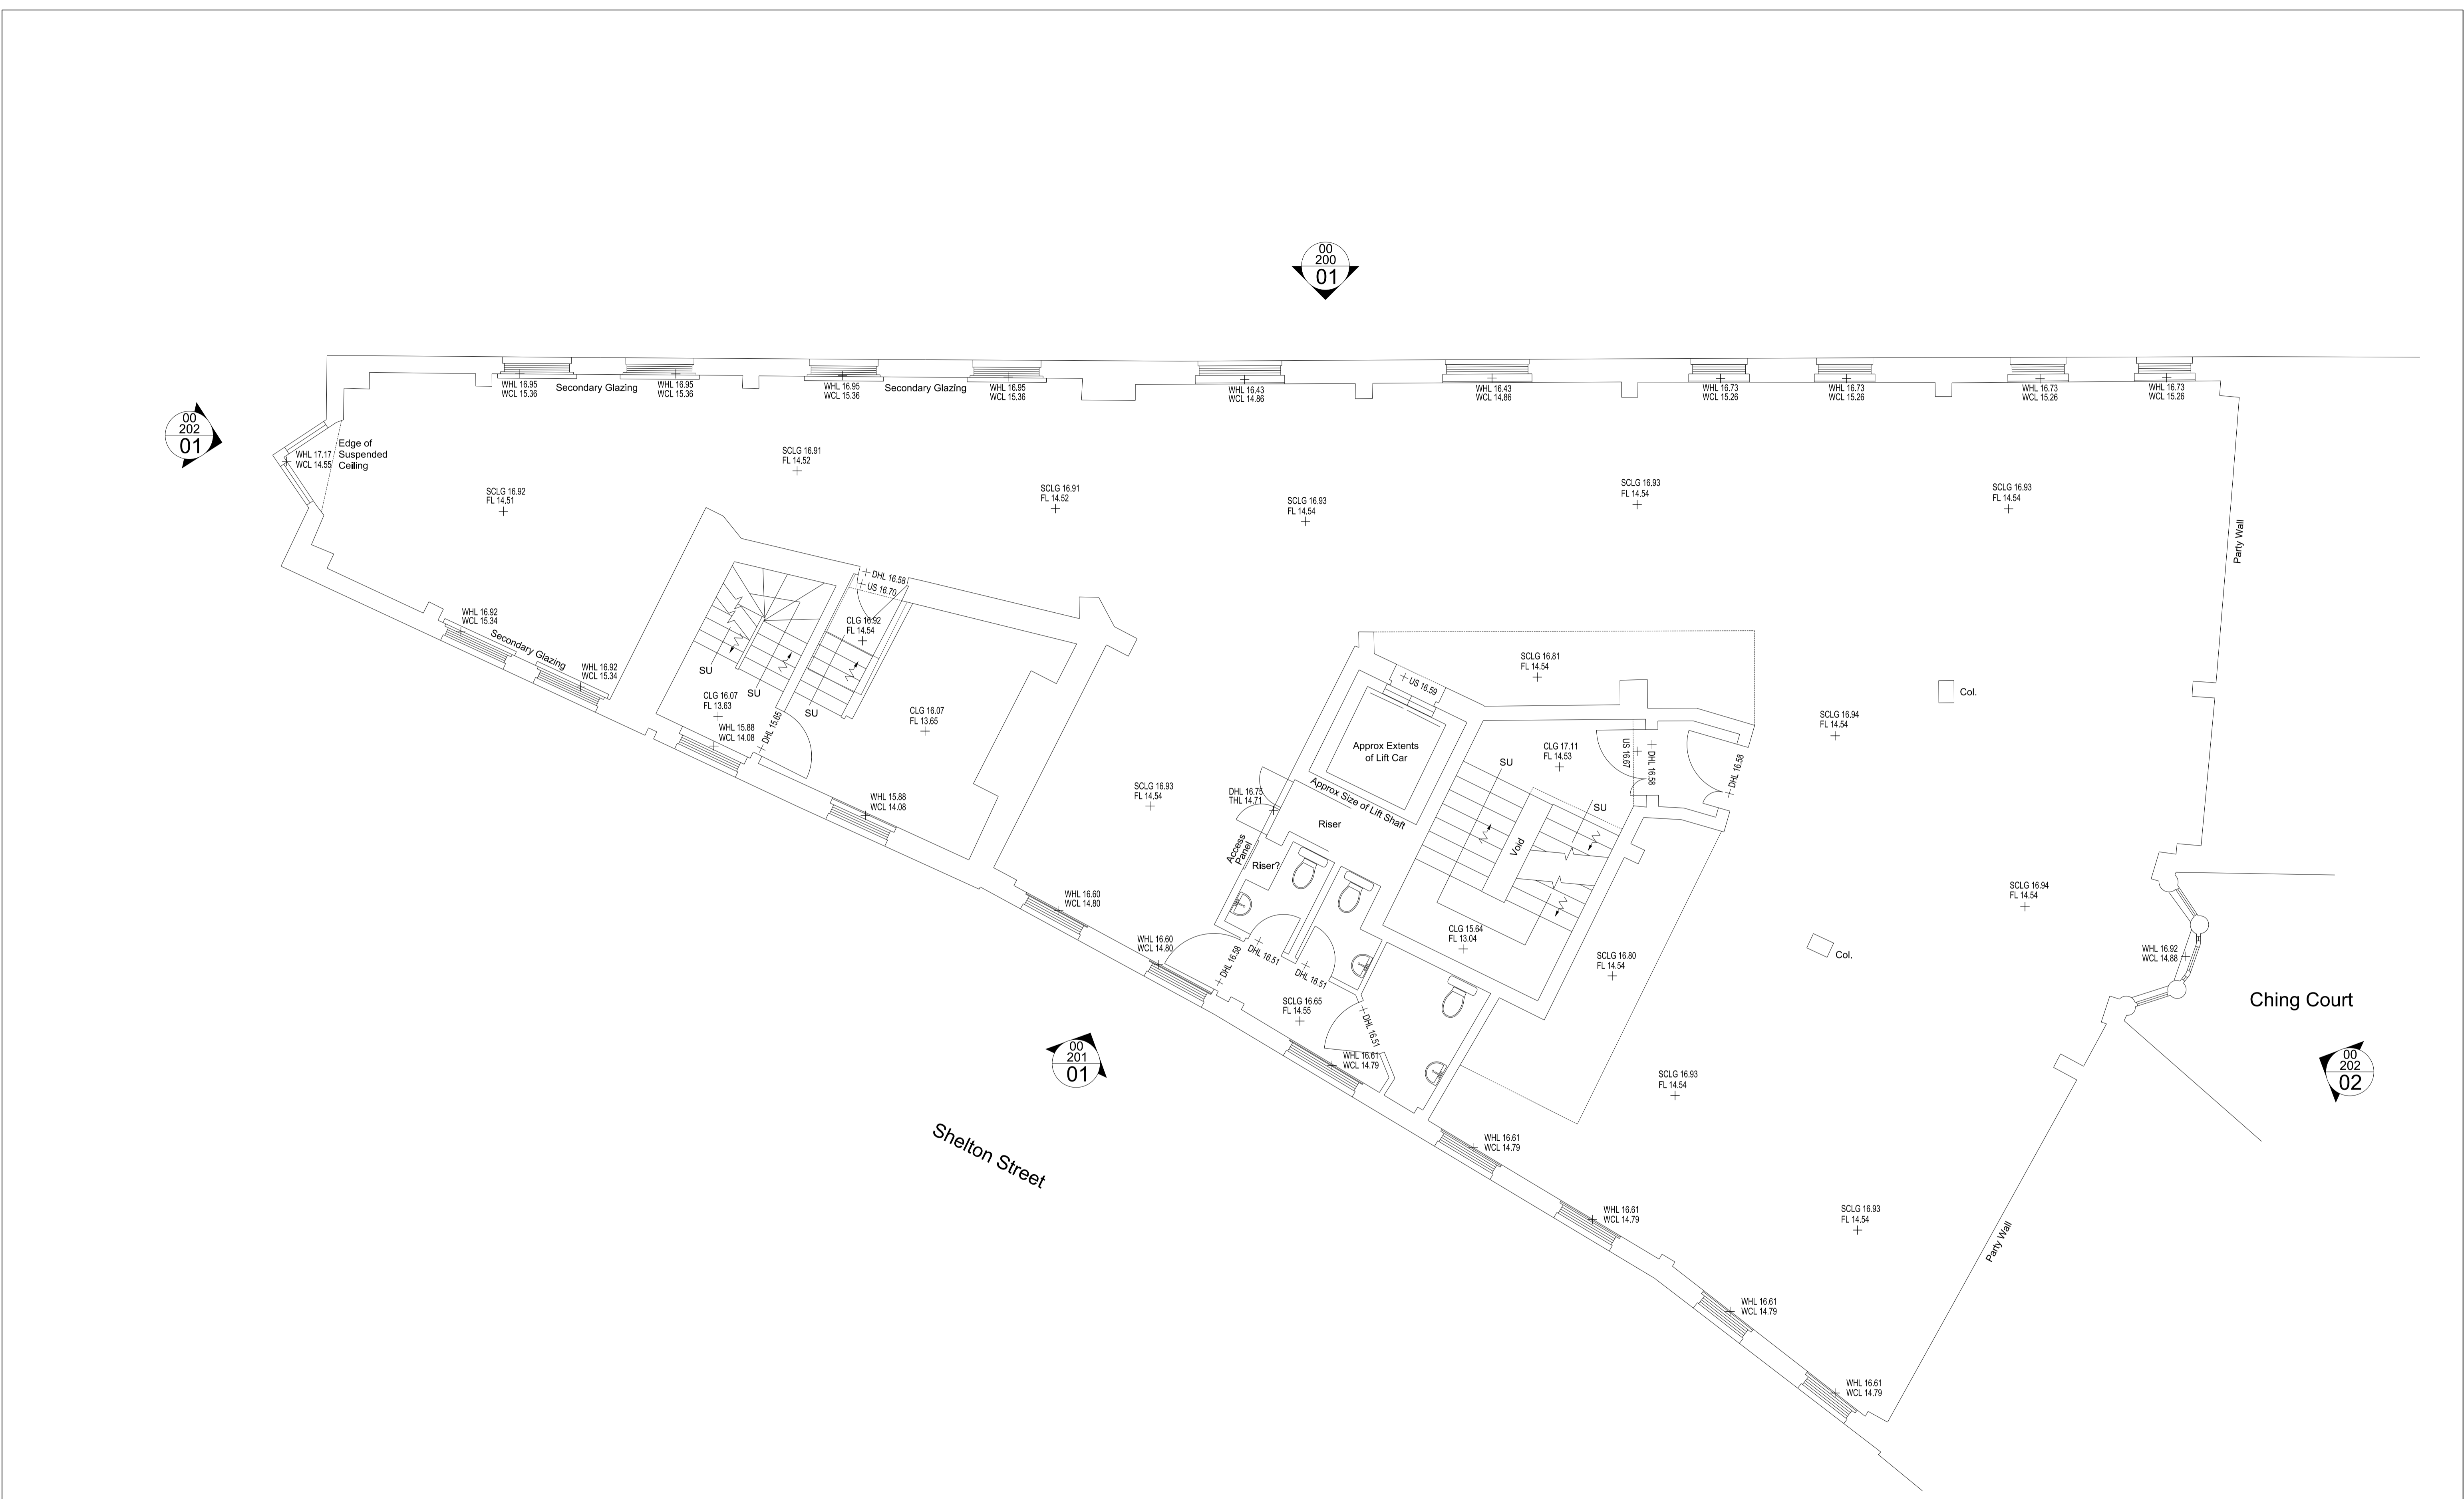 00
200
01
WHL 16.95
WCL 15.36
Secondary Glazing
WHL 16.95
WCL 15.36
WHL 16.95
WCL 15.36
Secondary Glazing
WHL 16.95
WCL 15.36
WHL 16.43
WCL 14.86
WHL 16.43
WCL 14.86
WHL 16.73
WCL 15.26
WHL 16.73
WCL 15.26
WHL 16.73
WCL 15.26
WHL 16.73
WCL 15.26
00
202
01
Edge of
Suspended
Ceiling
WHL 17.17
WCL 14.55
SCLG 16.92
FL 14.51
SCLG 16.91
FL 14.52
SCLG 16.91
FL 14.52
SCLG 16.93
FL 14.54
SCLG 16.93
FL 14.54
SCLG 16.93
FL 14.54
Party Wall
DHL 16.58
US 16.70
CLG 16.92
FL 14.54
WHL 16.92
WCL 15.34
Secondary Glazing
WHL 16.92
WCL 15.34
SU
SU
SU
CLG 16.07
FL 13.63
WHL 15.88
WCL 14.08
DHL 15.65
CLG 16.07
FL 13.65
WHL 15.88
WCL 14.08
SCLG 16.93
FL 14.54
SCLG 16.81
FL 14.54
US 16.59
Approx Extents
of Lift Car
Approx Size of Lift Shaft
CLG 17.11
FL 14.53
US 16.67
DHL 16.58
DHL 16.58
SU
SU
Void
Col.
SCLG 16.94
FL 14.54
DHL 16.75
THL 14.71
Riser
Access
Panel
Riser?
WHL 16.60
WCL 14.80
WHL 16.60
WCL 14.80
DHL 16.58
DHL 16.51
DHL 16.51
DHL 16.51
SCLG 16.65
FL 14.55
CLG 15.64
FL 13.04
SCLG 16.80
FL 14.54
Col.
SCLG 16.94
FL 14.54
WHL 16.92
WCL 14.88
Ching Court
00
202
02
00
201
01
WHL 16.61
WCL 14.79
SCLG 16.93
FL 14.54
Shelton Street
WHL 16.61
WCL 14.79
WHL 16.61
WCL 14.79
SCLG 16.93
FL 14.54
Party Wall
WHL 16.61
WCL 14.79
WHL 16.61
WCL 14.79